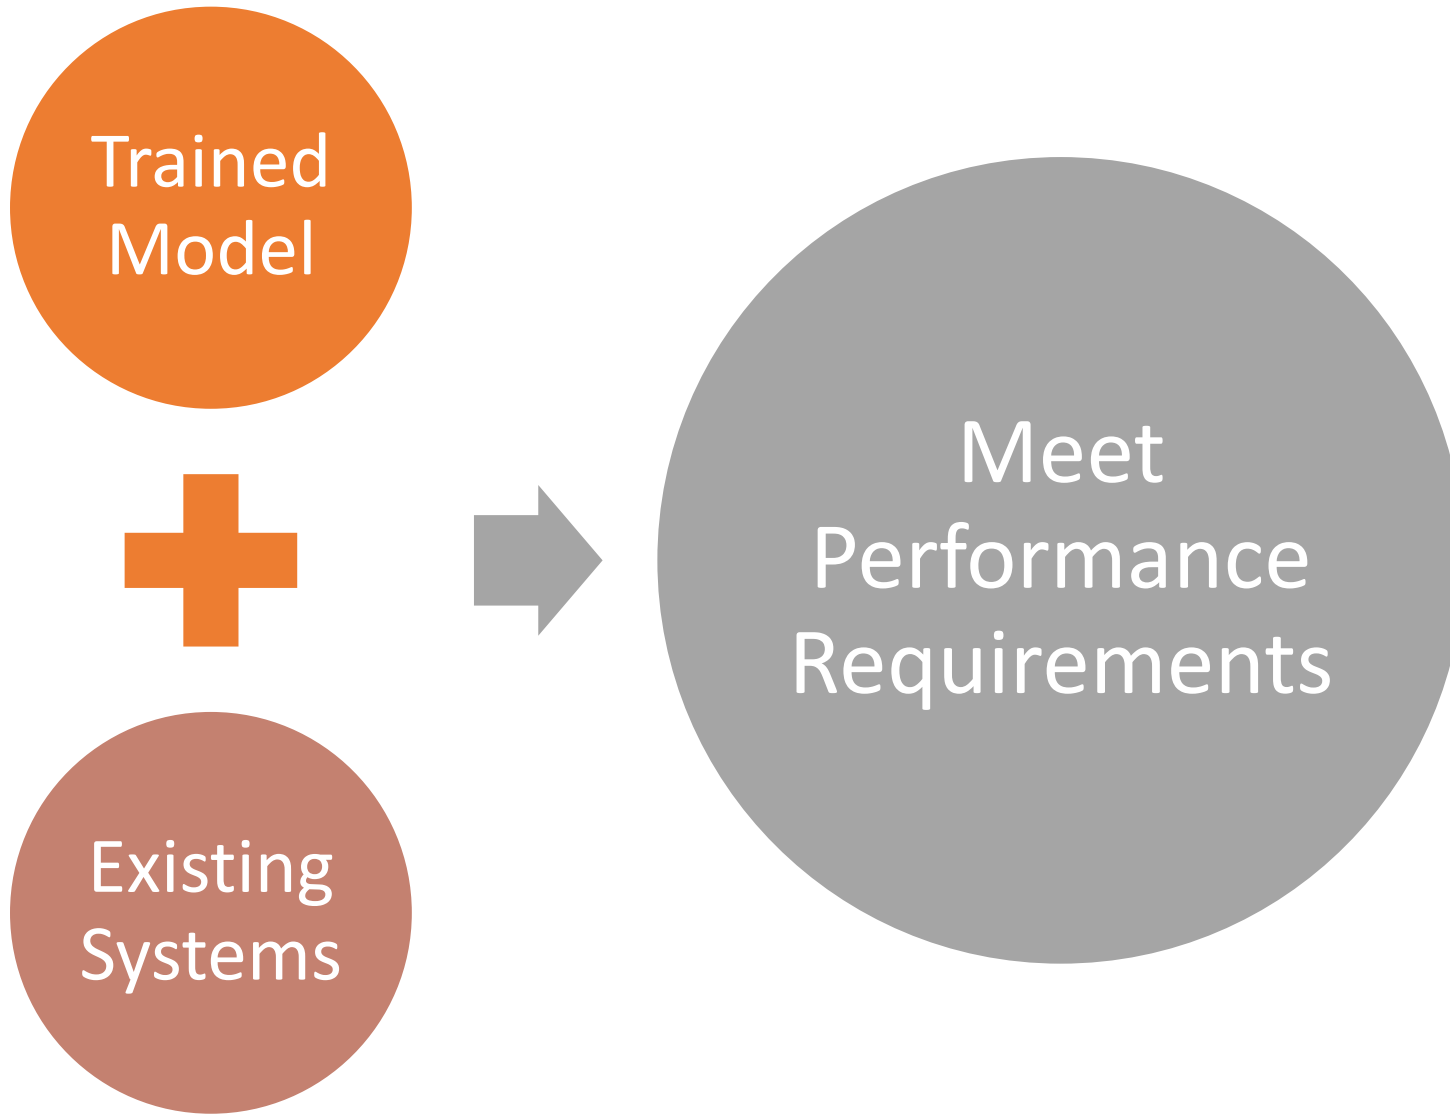 Trained
Model
Existing
Systems
Meet
Performance
Requirements